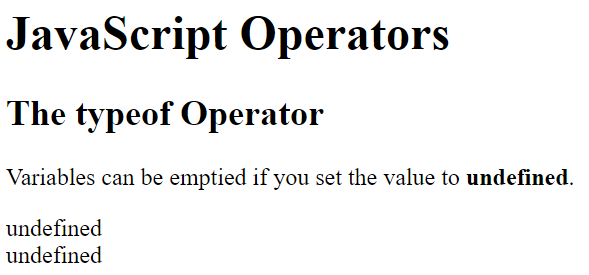 JavaScript Operators
The typeof Operator
Variables can be emptied if you set the value to undefined.
undefined
undefined